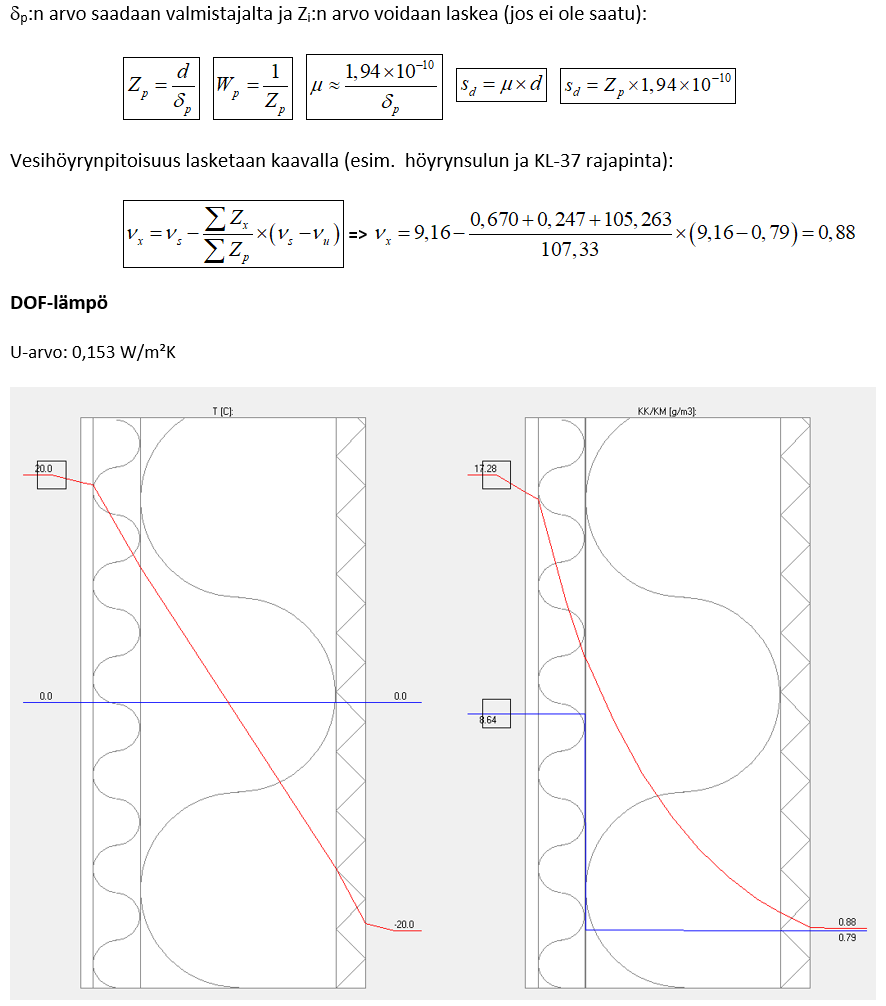 δₚ:n arvo saadaan valmistajalta ja Zᵢ:n arvo voidaan laskea (jos ei ole saatu):
Zₚ = d / δₚ   Wₚ = 1 / Zₚ   μ ≈ 1,94×10⁻¹⁰ / δₚ   s_d = μ×d   s_d = Zₚ×1,94×10⁻¹⁰
Vesihöyrynpitoisuus lasketaan kaavalla (esim. höyrynsulun ja KL-37 rajapinta):
νₓ = νₛ − ∑Zₓ / ∑Zₚ ×(νₛ−νᵤ) => νₓ = 9,16− 0,670+0,247+105,263 / 107,33 ×(9,16−0,79)=0,88
DOF-lämpö
U-arvo: 0,153 W/m²K
T [C]:
KK/KM [g/m3]:
20.0
17.28
0.0
0.0
8.64
-20.0
0.88
0.79